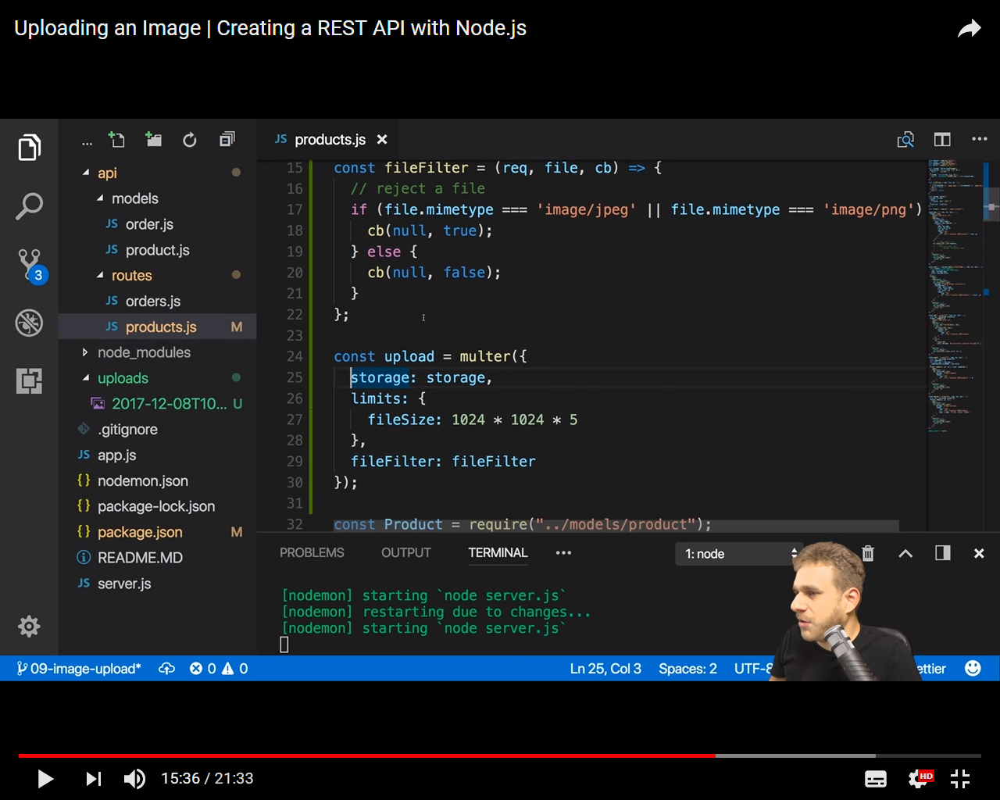 Uploading an Image | Creating a REST API with Node.js
...
JS products.js
api
models
JS order.js
JS product.js
routes
JS orders.js
JS products.js M
node_modules
uploads
2017-12-08T10... U
.gitignore
JS app.js
{} nodemon.json
{} package-lock.json
{} package.json M
README.MD
JS server.js
3
15 const fileFilter = (req, file, cb) => {
16 // reject a file
17 if (file.mimetype === 'image/jpeg' || file.mimetype === 'image/png')
18 cb(null, true);
19 } else {
20 cb(null, false);
21 }
22 };
23
24 const upload = multer({
25 storage: storage,
26 limits: {
27 fileSize: 1024 * 1024 * 5
28 },
29 fileFilter: fileFilter
30 });
31
32 const Product = require("../models/product");
PROBLEMS OUTPUT TERMINAL ••• 1: node
[nodemon] starting `node server.js`
[nodemon] restarting due to changes...
[nodemon] starting `node server.js`
09-image-upload* 0 0 Ln 25, Col 3 Spaces: 2 UTF-8 ettier
15:36 / 21:33 HD